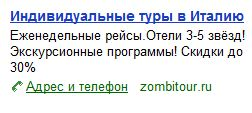 Индивидуальные туры в Италию
Еженедельные рейсы.Отели 3-5 звёзд!
Экскурсионные программы! Скидки до
30%
Адрес и телефон zombitour.ru